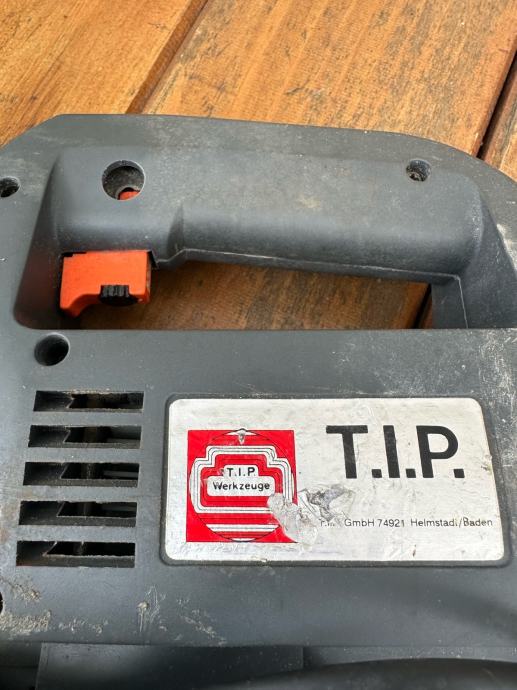 T.I.P.
Werkzeuge
T.I.P.
GmbH 74921 Helmstadt/Baden